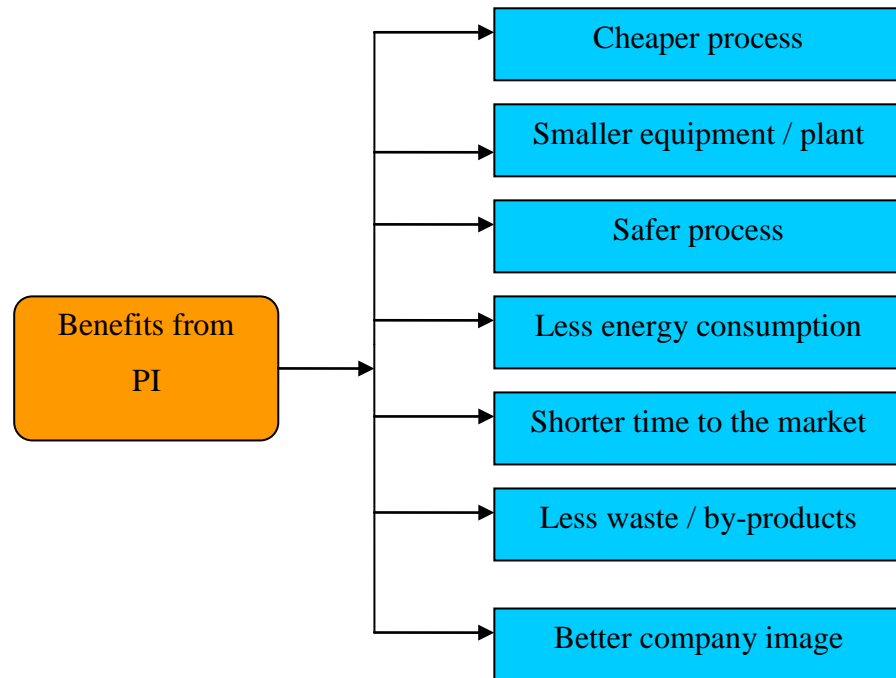 Cheaper process
Smaller equipment / plant
Safer process
Benefits from
PI
Less energy consumption
Shorter time to the market
Less waste / by-products
Better company image